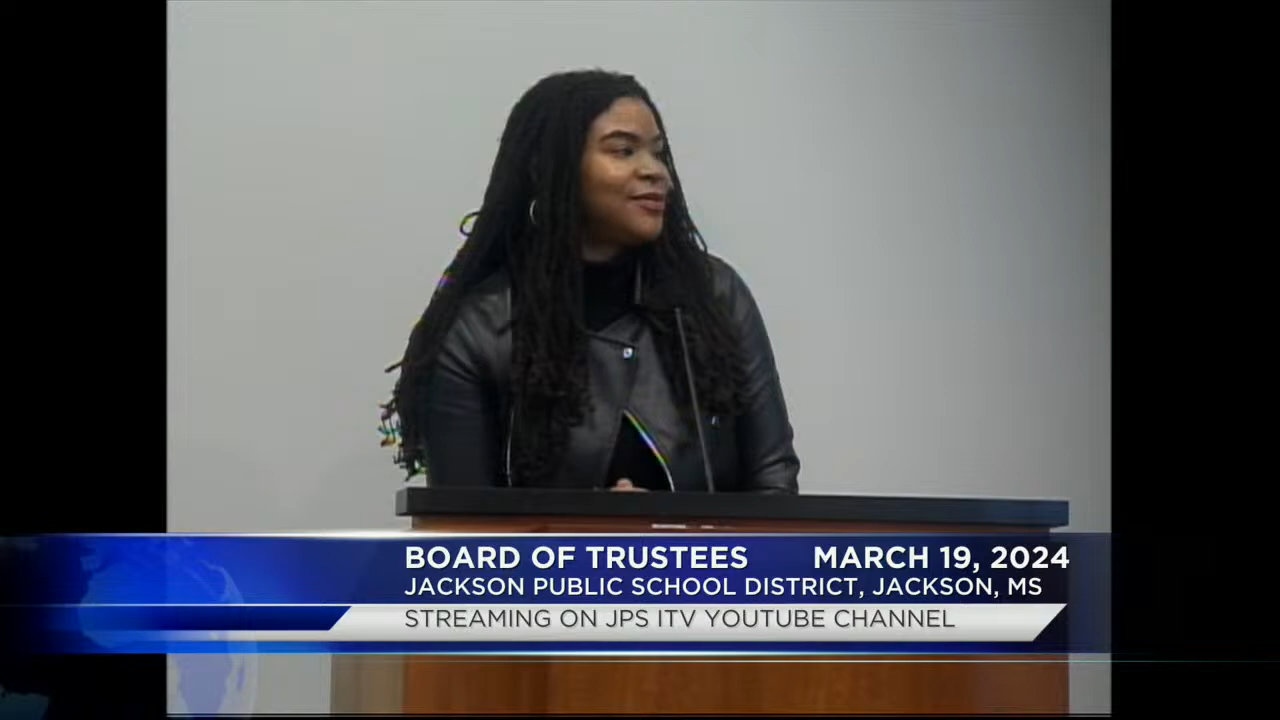 BOARD OF TRUSTEES MARCH 19, 2024
JACKSON PUBLIC SCHOOL DISTRICT, JACKSON, MS
STREAMING ON JPS ITV YOUTUBE CHANNEL